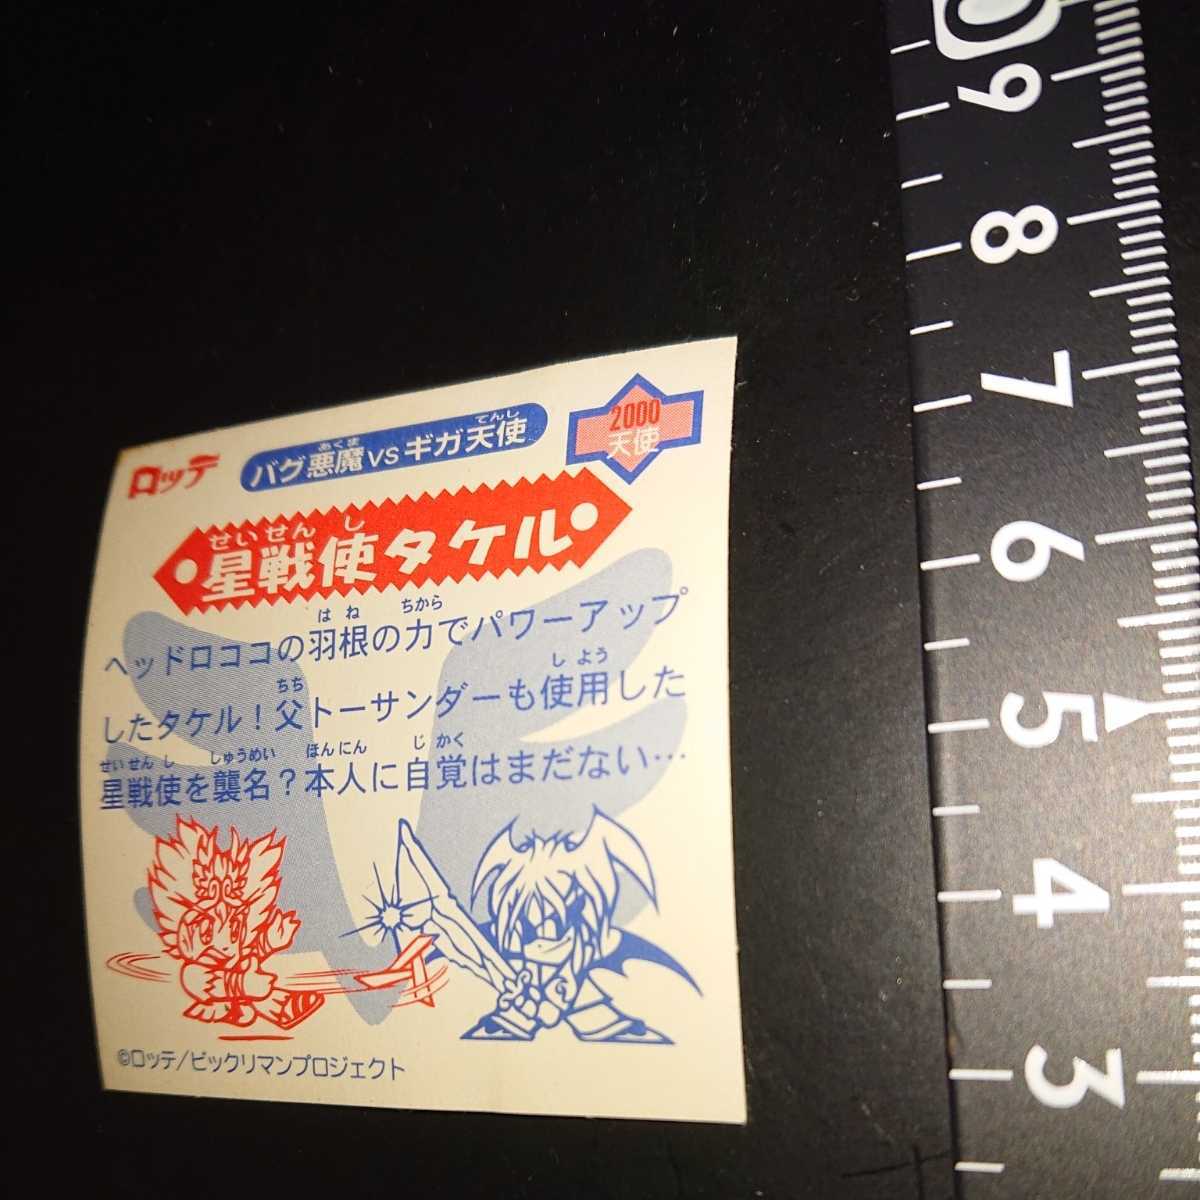 ロッテ
バグ悪魔vsギガ天使
あくま
てんし
2000
天使
せいせんし
星戦使タケル
はね ちから
ヘッドロココの羽根の力でパワーアップ
ちち しよう
したタケル！父トーサンダーも使用した
せいせんし しゅうめい ほんにん じかく
星戦使を襲名？本人に自覚はまだない…
©ロッテ/ビックリマンプロジェクト
9
8
7
6
5
4
3